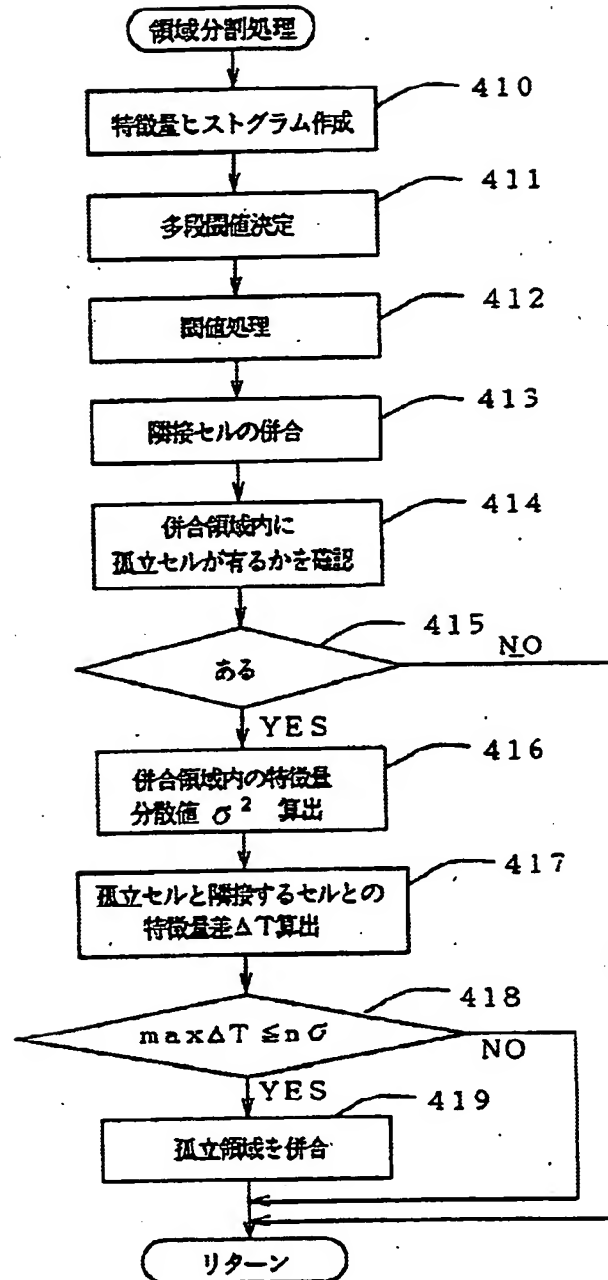 領域分割処理
410
特徴量ヒストグラム作成
411
多段閾値決定
412
閾値処理
413
隣接セルの併合
414
併合領域内に
孤立セルが有るかを確認
415
ある
NO
YES
416
併合領域内の特徴量
分散値 σ² 算出
417
孤立セルと隣接するセルとの
特徴量差ΔT算出
418
maxΔT≦nσ
NO
YES
419
孤立領域を併合
リターン